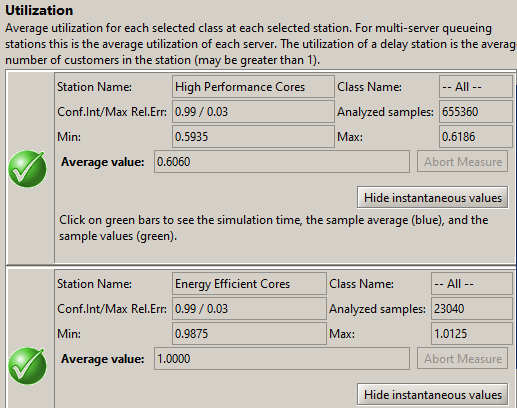 Utilization
Average utilization for each selected class at each selected station. For multi-server queueing
stations this is the average utilization of each server. The utilization of a delay station is the averag
number of customers in the station (may be greater than 1).
Station Name: High Performance Cores Class Name: -- All --
Conf.Int/Max Rel.Err: 0.99 / 0.03 Analyzed samples: 655360
Min: 0.5935 Max: 0.6186
Average value: 0.6060 Abort Measure
Hide instantaneous values
Click on green bars to see the simulation time, the sample average (blue), and the
sample values (green).
Station Name: Energy Efficient Cores Class Name: -- All --
Conf.Int/Max Rel.Err: 0.99 / 0.03 Analyzed samples: 23040
Min: 0.9875 Max: 1.0125
Average value: 1.0000 Abort Measure
Hide instantaneous values